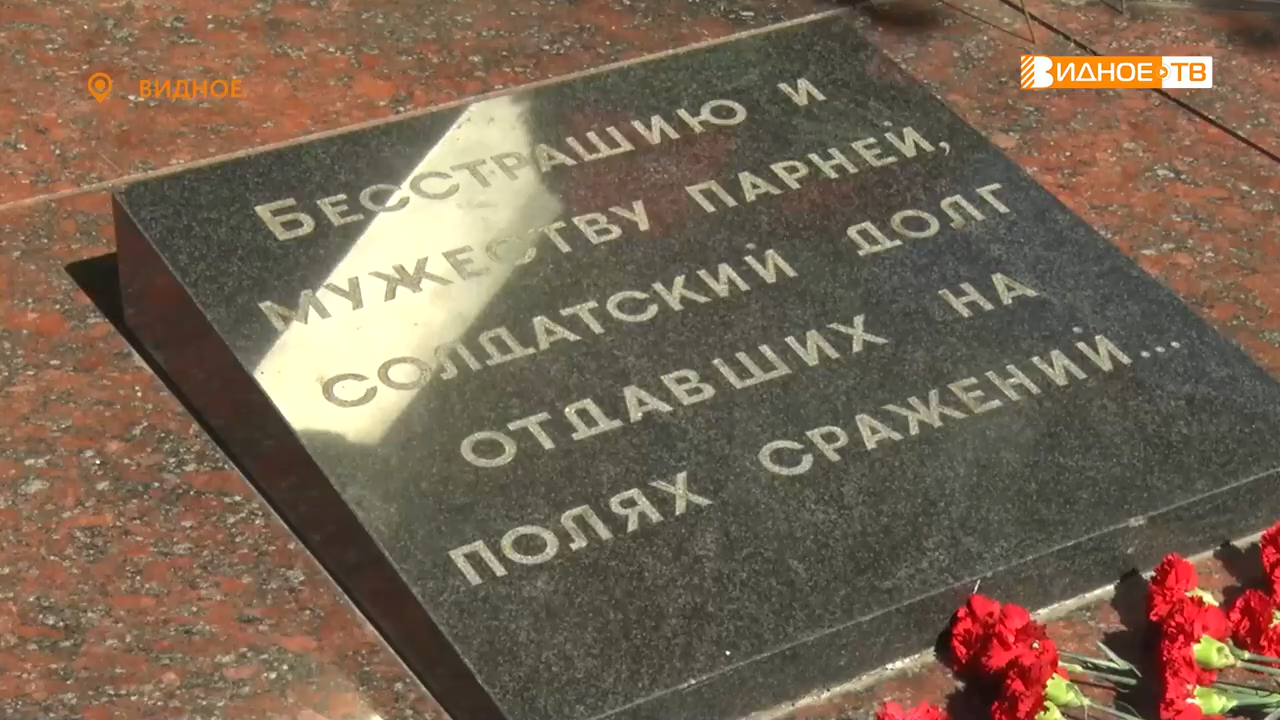 ВИДНОЕ
ВИДНОЕ ТВ
БЕССТРАШИЮ И
МУЖЕСТВУ ПАРНЕЙ,
СОЛДАТСКИЙ ДОЛГ
ОТДАВШИХ НА
ПОЛЯХ СРАЖЕНИЙ...